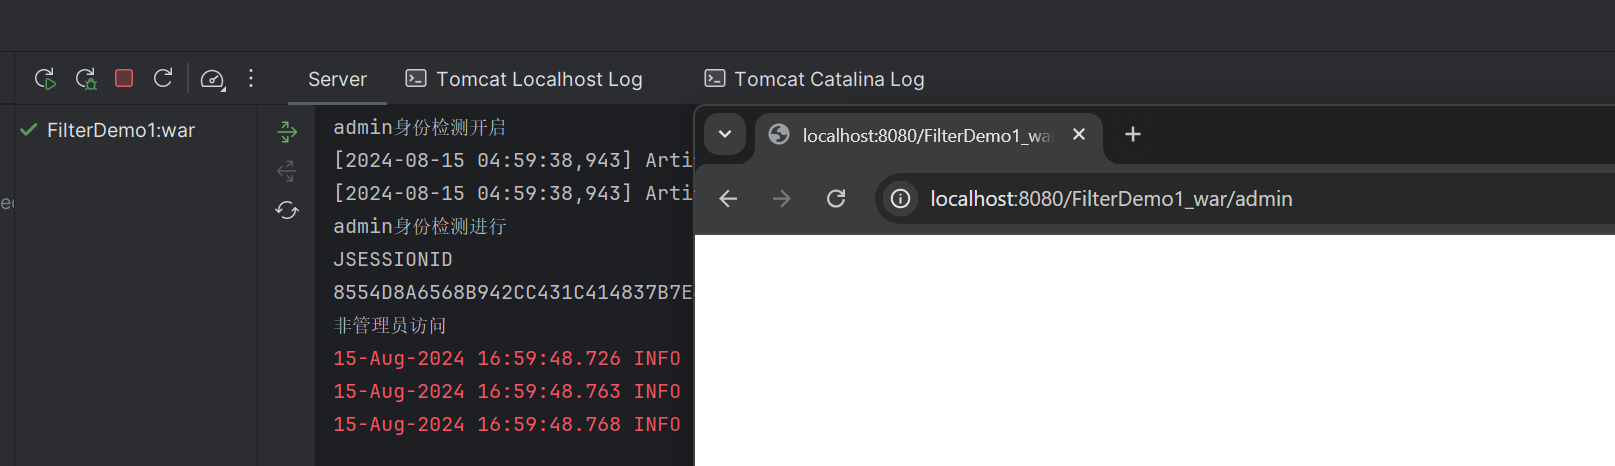 Server
Tomcat Localhost Log
Tomcat Catalina Log
FilterDemo1:war
admin身份检测开启
[2024-08-15 04:59:38,943] Arti
[2024-08-15 04:59:38,943] Arti
admin身份检测进行
JSESSIONID
8554D8A6568B942CC431C414837B7E
非管理员访问
15-Aug-2024 16:59:48.726 INFO
15-Aug-2024 16:59:48.763 INFO
15-Aug-2024 16:59:48.768 INFO
localhost:8080/FilterDemo1_wa
localhost:8080/FilterDemo1_war/admin